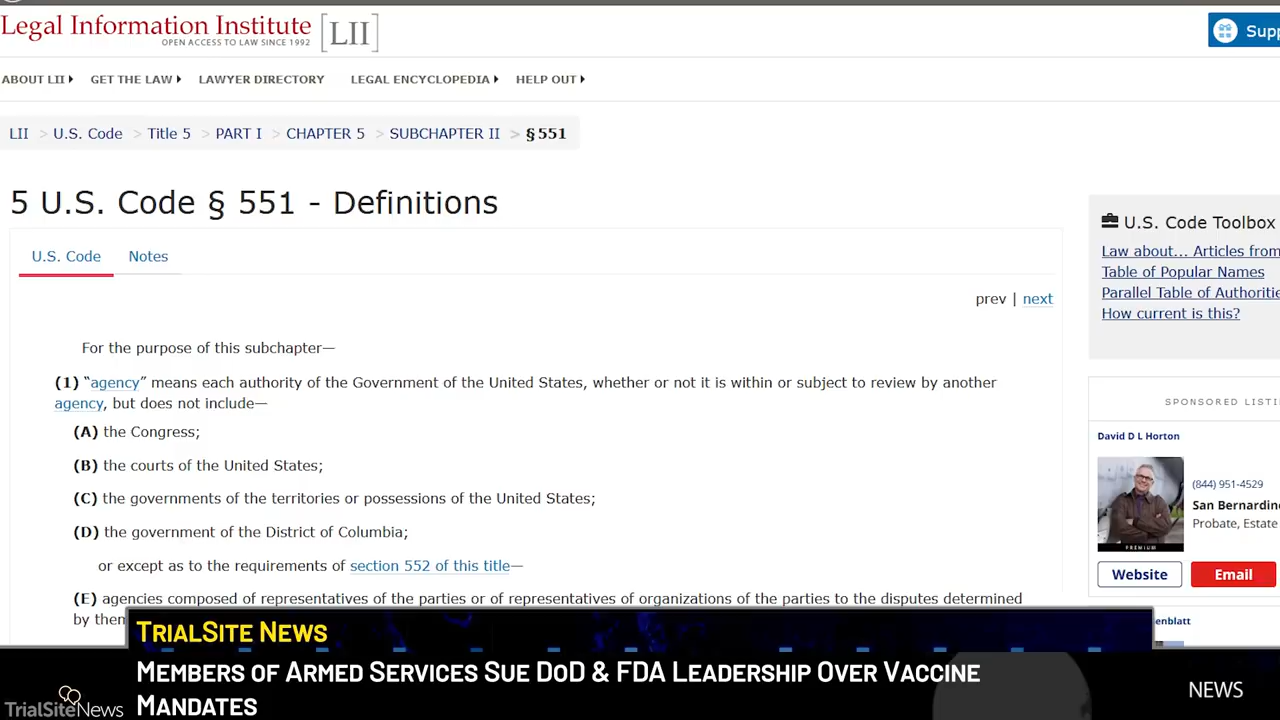 Legal Information Institute [LII]
OPEN ACCESS TO LAW SINCE 1992
Supp
ABOUT LII GET THE LAW LAWYER DIRECTORY LEGAL ENCYCLOPEDIA HELP OUT
LII > U.S. Code > Title 5 > PART I > CHAPTER 5 > SUBCHAPTER II > § 551
5 U.S. Code § 551 - Definitions
U.S. Code Notes
prev | next
For the purpose of this subchapter—
(1) “agency” means each authority of the Government of the United States, whether or not it is within or subject to review by another
agency, but does not include—
(A) the Congress;
(B) the courts of the United States;
(C) the governments of the territories or possessions of the United States;
(D) the government of the District of Columbia;
or except as to the requirements of section 552 of this title—
(E) agencies composed of representatives of the parties or of representatives of organizations of the parties to the disputes determined
by them
U.S. Code Toolbox
Law about... Articles from
Table of Popular Names
Parallel Table of Authoritie
How current is this?
SPONSORED LISTI
David D L Horton
(844) 951-4529
San Bernardino
Probate, Estate
PREMIUM
Website Email
enblatt
TRIALSITE NEWS
MEMBERS OF ARMED SERVICES SUE DOD & FDA LEADERSHIP OVER VACCINE
MANDATES
TrialSiteNews
NEWS